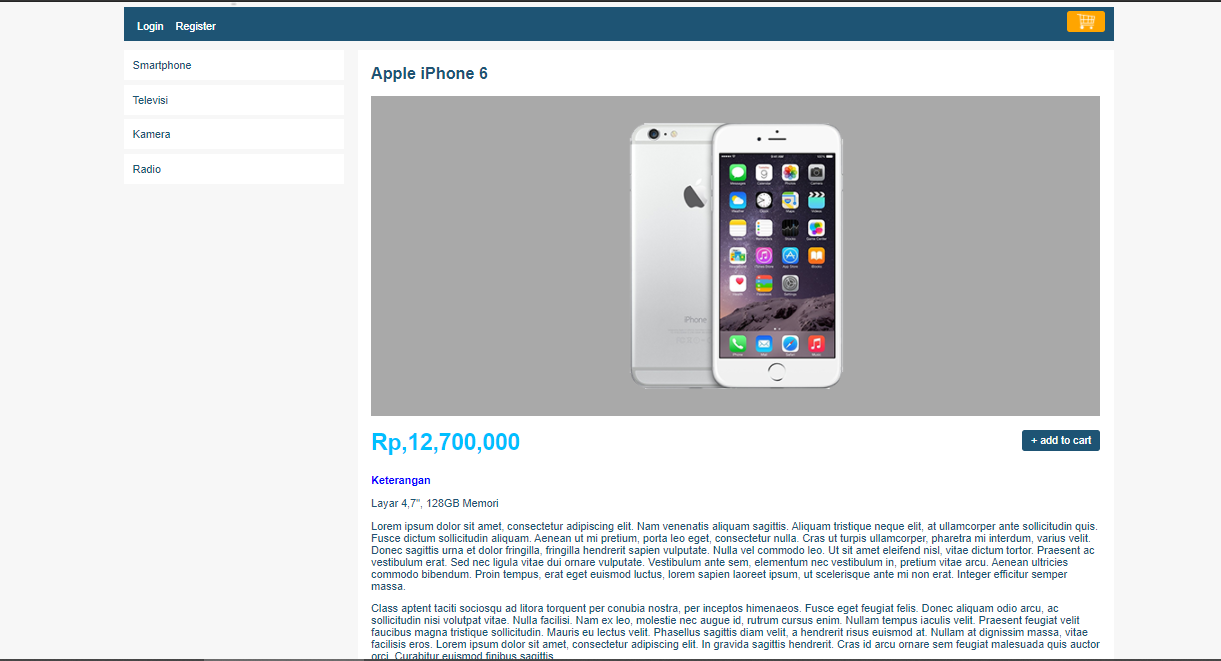 Login Register
Smartphone
Televisi
Kamera
Radio
Apple iPhone 6
iPhone
Rp,12,700,000
+ add to cart
Keterangan
Layar 4,7", 128GB Memori
Lorem ipsum dolor sit amet, consectetur adipiscing elit. Nam venenatis aliquam sagittis. Aliquam tristique neque elit, at ullamcorper ante sollicitudin quis.
Fusce dictum sollicitudin aliquam. Aenean ut mi pretium, porta leo eget, consectetur nulla. Cras ut turpis ullamcorper, pharetra mi interdum, varius velit.
Donec sagittis urna et dolor fringilla, fringilla hendrerit sapien vulputate. Nulla vel commodo leo. Ut sit amet eleifend nisl, vitae dictum tortor. Praesent ac
vestibulum erat. Sed nec ligula vitae dui ornare vulputate. Vestibulum ante sem, elementum nec vestibulum in, pretium vitae arcu. Aenean ultricies
commodo bibendum. Proin tempus, erat eget euismod luctus, lorem sapien laoreet ipsum, ut scelerisque ante mi non erat. Integer efficitur semper
massa.
Class aptent taciti sociosqu ad litora torquent per conubia nostra, per inceptos himenaeos. Fusce eget feugiat felis. Donec aliquam odio arcu, ac
sollicitudin nisi volutpat vitae. Nulla facilisi. Nam ex leo, molestie nec augue id, rutrum cursus enim. Nullam tempus iaculis velit. Praesent feugiat velit
faucibus magna tristique sollicitudin. Mauris eu lectus velit. Phasellus sagittis diam velit, a hendrerit risus euismod at. Nullam at dignissim massa, vitae
facilisis eros. Lorem ipsum dolor sit amet, consectetur adipiscing elit. In gravida sagittis hendrerit. Cras id arcu ornare sem feugiat malesuada quis auctor
orci. Curabitur euismod finibus sagittis.